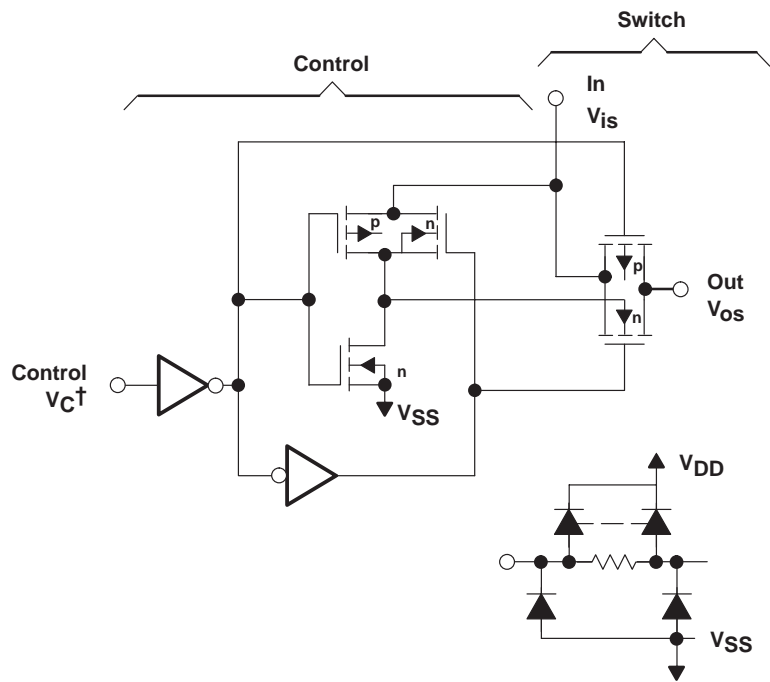 Switch
Control
In
Vis
p
n
p
Out
Vos
n
n
Control
VC†
VSS
VDD
VSS